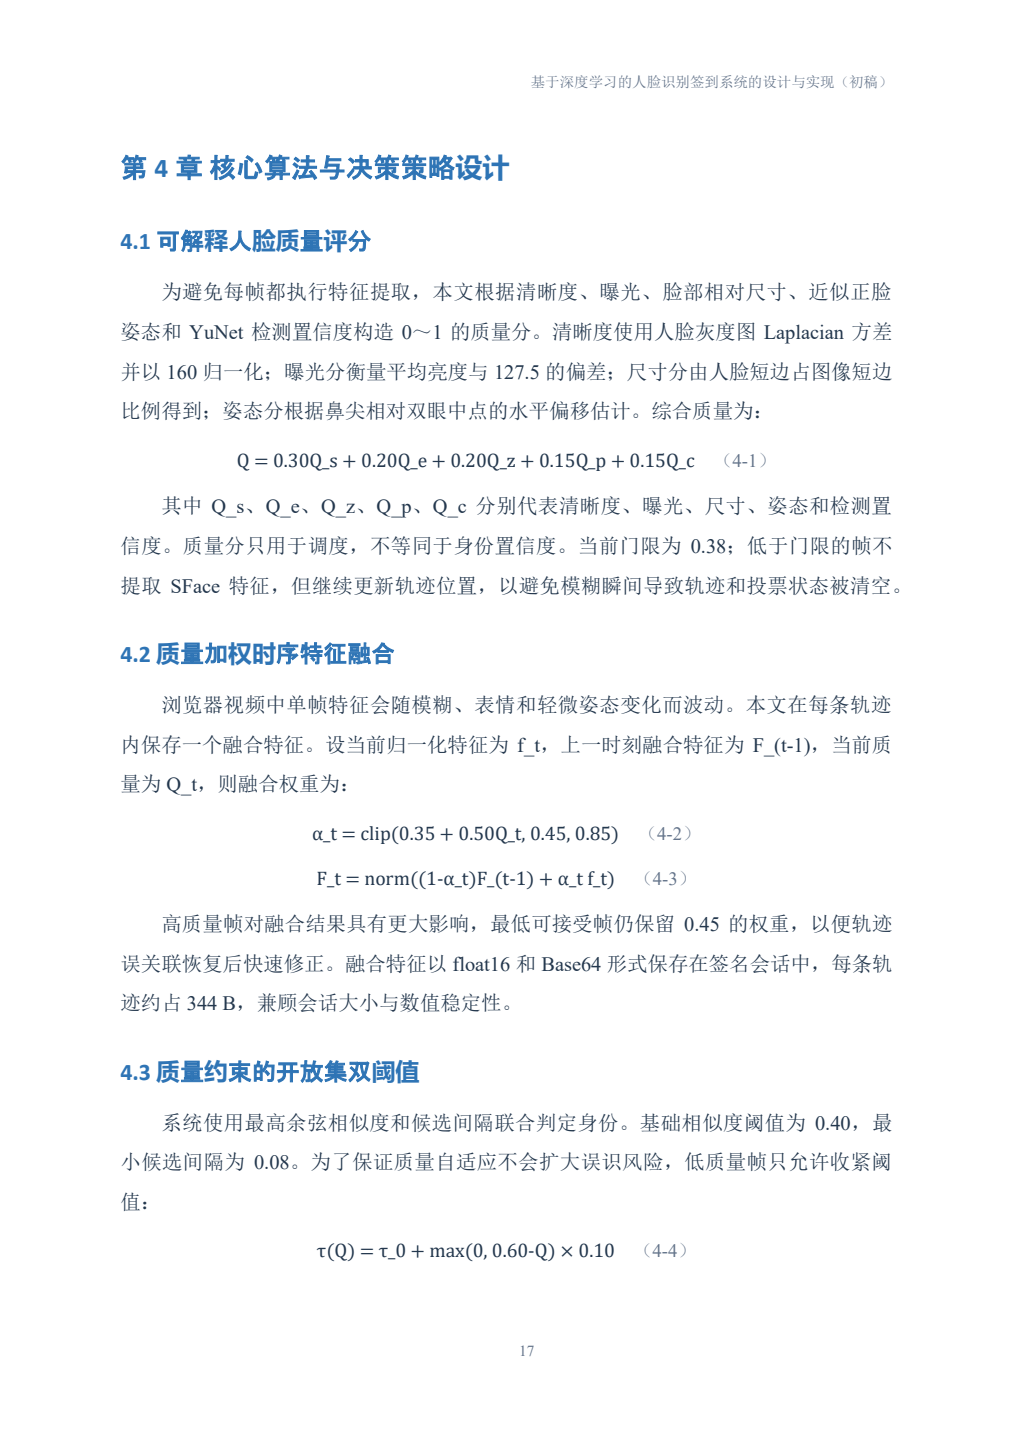 基于深度学习的人脸识别签到系统的设计与实现（初稿）
第 4 章 核心算法与决策策略设计
4.1 可解释人脸质量评分
为避免每帧都执行特征提取，本文根据清晰度、曝光、脸部相对尺寸、近似正脸
姿态和 YuNet 检测置信度构造 0～1 的质量分。清晰度使用人脸灰度图 Laplacian 方差
并以 160 归一化；曝光分衡量平均亮度与 127.5 的偏差；尺寸分由人脸短边占图像短边
比例得到；姿态分根据鼻尖相对双眼中点的水平偏移估计。综合质量为：
Q = 0.30Q_s + 0.20Q_e + 0.20Q_z + 0.15Q_p + 0.15Q_c （4-1）
其中 Q_s、Q_e、Q_z、Q_p、Q_c 分别代表清晰度、曝光、尺寸、姿态和检测置
信度。质量分只用于调度，不等同于身份置信度。当前门限为 0.38；低于门限的帧不
提取 SFace 特征，但继续更新轨迹位置，以避免模糊瞬间导致轨迹和投票状态被清空。
4.2 质量加权时序特征融合
浏览器视频中单帧特征会随模糊、表情和轻微姿态变化而波动。本文在每条轨迹
内保存一个融合特征。设当前归一化特征为 f_t，上一时刻融合特征为 F_(t-1)，当前质
量为 Q_t，则融合权重为：
α_t = clip(0.35 + 0.50Q_t, 0.45, 0.85) （4-2）
F_t = norm((1-α_t)F_(t-1) + α_t f_t) （4-3）
高质量帧对融合结果具有更大影响，最低可接受帧仍保留 0.45 的权重，以便轨迹
误关联恢复后快速修正。融合特征以 float16 和 Base64 形式保存在签名会话中，每条轨
迹约占 344 B，兼顾会话大小与数值稳定性。
4.3 质量约束的开放集双阈值
系统使用最高余弦相似度和候选间隔联合判定身份。基础相似度阈值为 0.40，最
小候选间隔为 0.08。为了保证质量自适应不会扩大误识风险，低质量帧只允许收紧阈
值：
τ(Q) = τ_0 + max(0, 0.60-Q) × 0.10 （4-4）
17